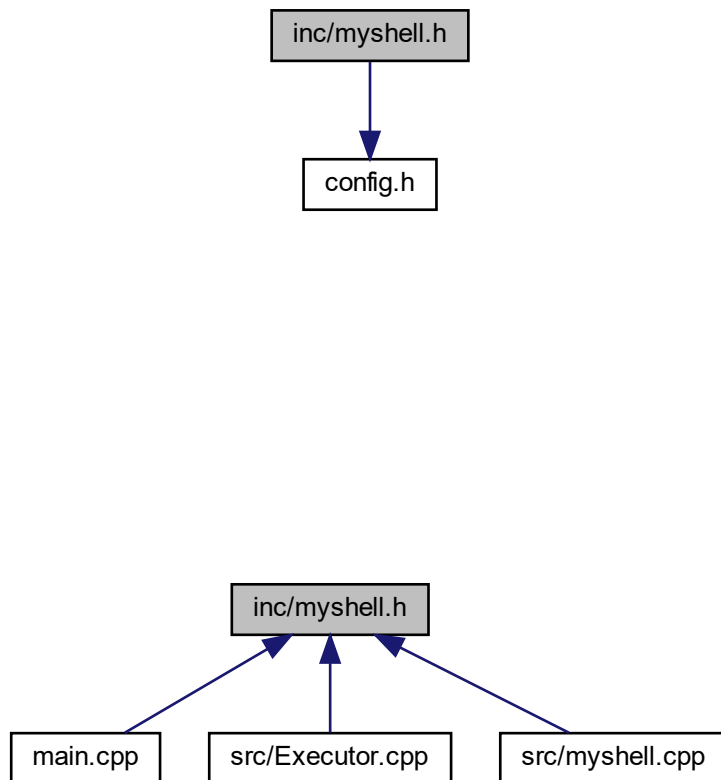 inc/myshell.h
config.h
inc/myshell.h
main.cpp
src/Executor.cpp
src/myshell.cpp